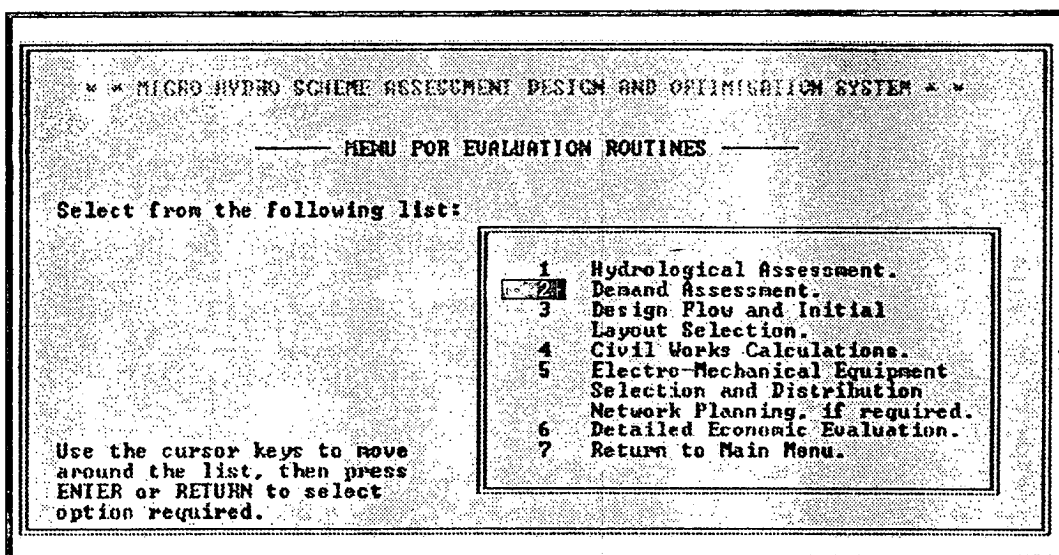 * * MICRO HYDRO SCHEME ASSESSMENT DESIGN AND OPTIMISATION SYSTEM * *
MENU FOR EVALUATION ROUTINES
Select from the following list:
1 Hydrological Assessment.
2 Demand Assessment.
3 Design Flow and Initial
Layout Selection.
4 Civil Works Calculations.
5 Electro-Mechanical Equipment
Selection and Distribution
Network Planning, if required.
6 Detailed Economic Evaluation.
7 Return to Main Menu.
Use the cursor keys to move
around the list, then press
ENTER or RETURN to select
option required.